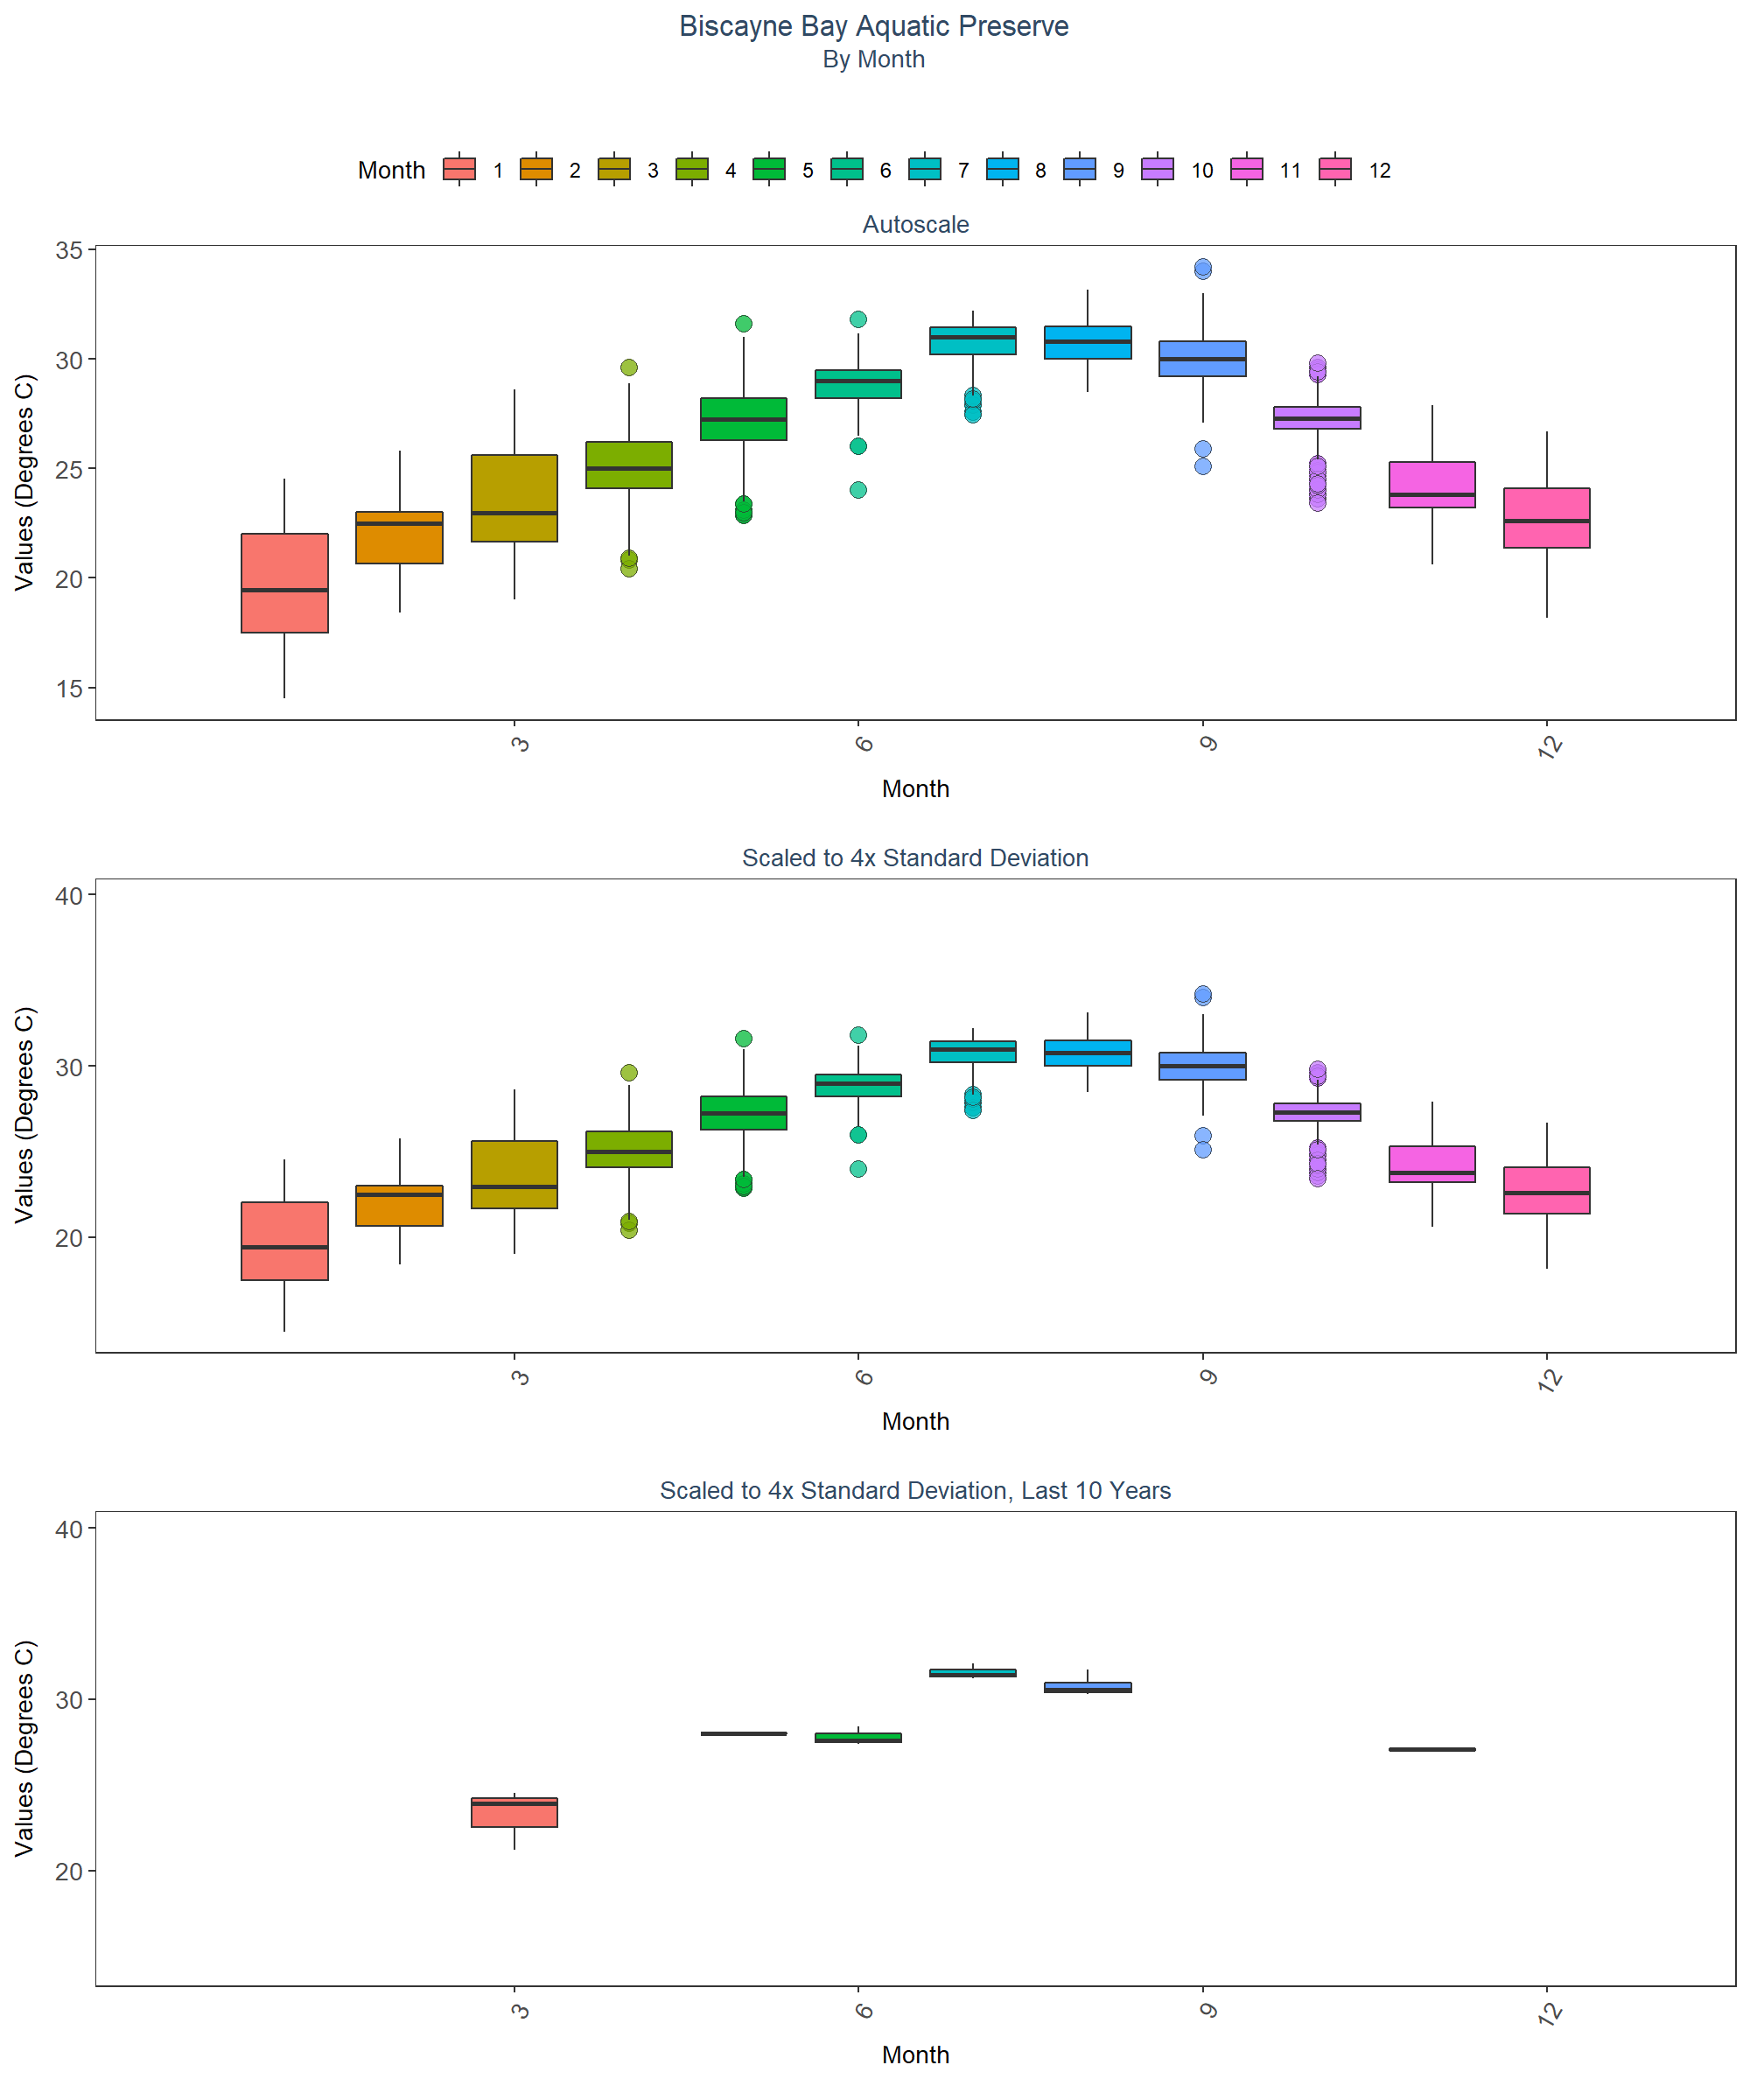 Biscayne Bay Aquatic Preserve
By Month
Month 1 2 3 4 5 6 7 8 9 10 11 12
Autoscale
Values (Degrees C)
35
30
25
20
15
3 6 9 12
Month
Scaled to 4x Standard Deviation
Values (Degrees C)
40
30
20
3 6 9 12
Month
Scaled to 4x Standard Deviation, Last 10 Years
Values (Degrees C)
40
30
20
3 6 9 12
Month